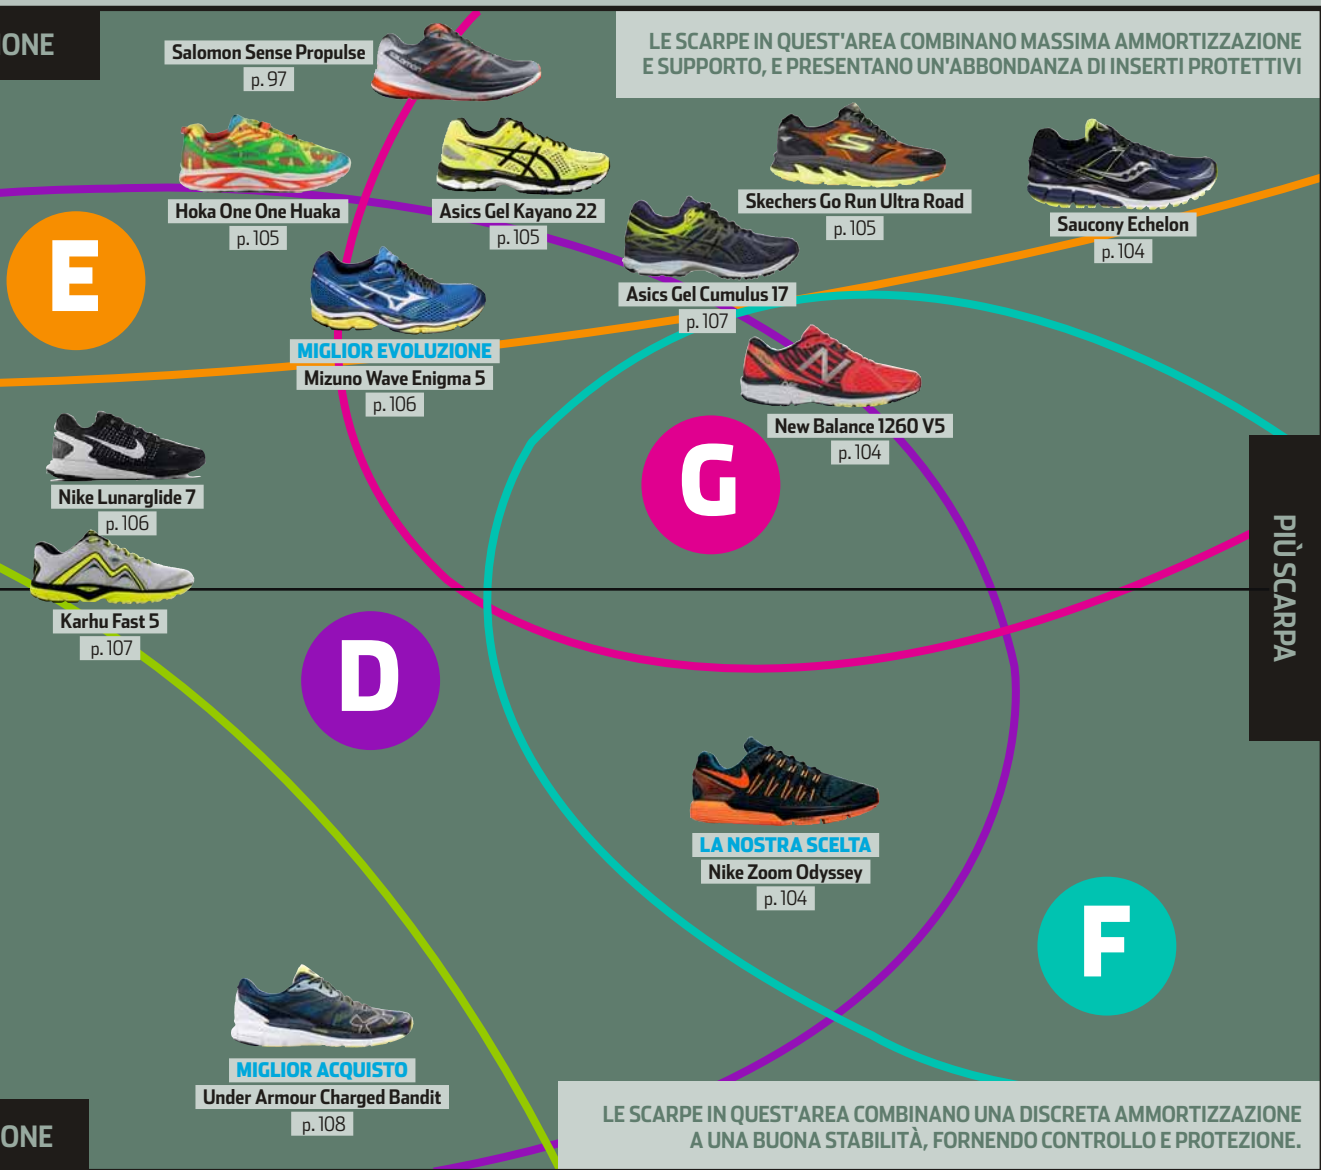 IONE
LE SCARPE IN QUEST'AREA COMBINANO MASSIMA AMMORTIZZAZIONE
E SUPPORTO, E PRESENTANO UN'ABBONDANZA DI INSERTI PROTETTIVI
Salomon Sense Propulse
p. 97
Hoka One One Huaka
p. 105
Asics Gel Kayano 22
p. 105
Skechers Go Run Ultra Road
p. 105
Saucony Echelon
p. 104
E
Asics Gel Cumulus 17
p. 107
MIGLIOR EVOLUZIONE
Mizuno Wave Enigma 5
p. 106
New Balance 1260 V5
p. 104
G
Nike Lunarglide 7
p. 106
PIÙ SCARPA
Karhu Fast 5
p. 107
D
LA NOSTRA SCELTA
Nike Zoom Odyssey
p. 104
F
MIGLIOR ACQUISTO
Under Armour Charged Bandit
p. 108
ONE
LE SCARPE IN QUEST'AREA COMBINANO UNA DISCRETA AMMORTIZZAZIONE
A UNA BUONA STABILITÀ, FORNENDO CONTROLLO E PROTEZIONE.